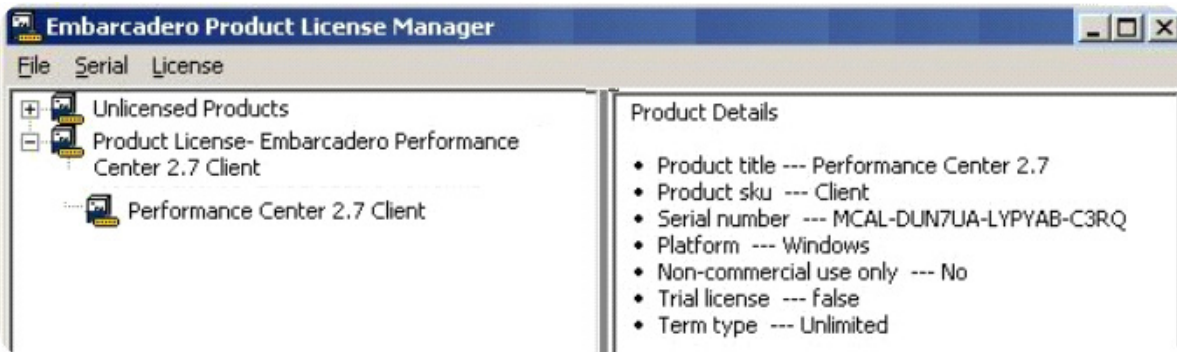 Embarcadero Product License Manager
File Serial License
Unlicensed Products
Product License- Embarcadero Performance
Center 2.7 Client
Performance Center 2.7 Client
Product Details
• Product title --- Performance Center 2.7
• Product sku --- Client
• Serial number --- MCAL-DUN7UA-LYPYAB-C3RQ
• Platform --- Windows
• Non-commercial use only --- No
• Trial license --- false
• Term type --- Unlimited